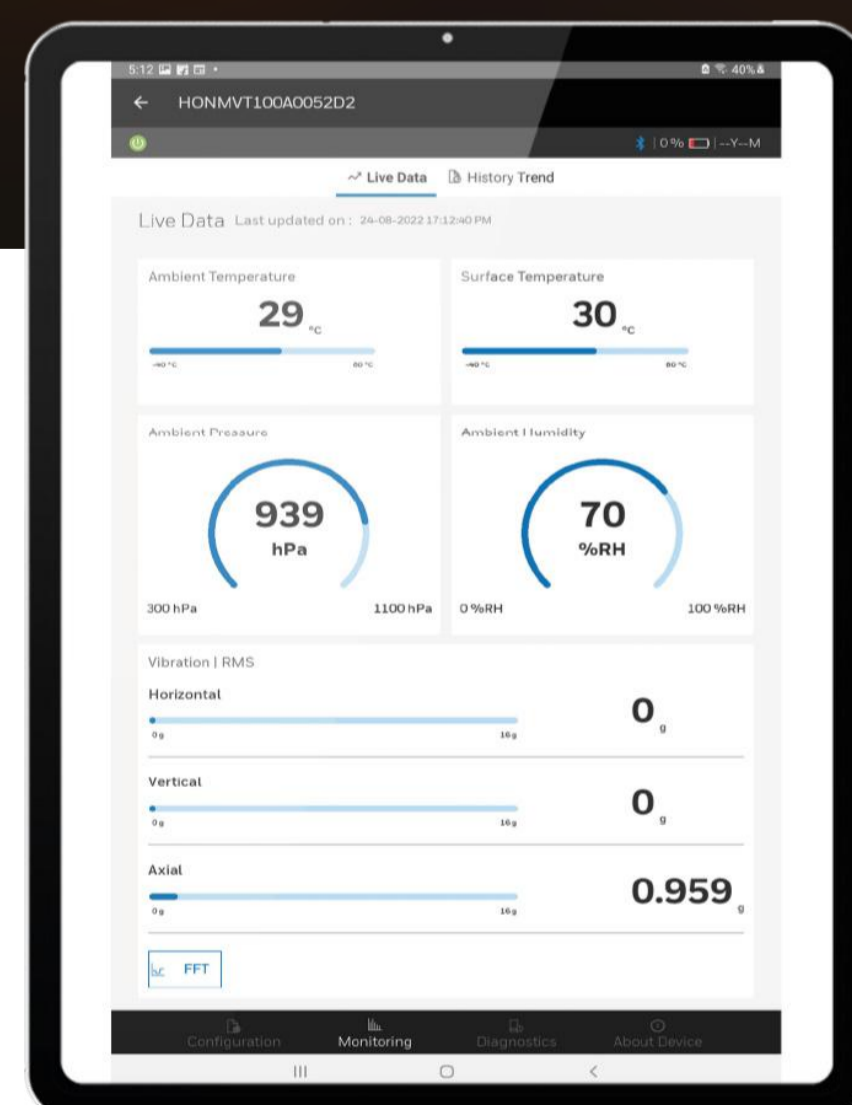 5:12
40%
HONMVT100A0052D2
0% | --Y--M
Live Data
History Trend
Live Data Last updated on : 24-08-2022 17:12:40 PM
Ambient Temperature
29 °C
-40 °C
80 °C
Surface Temperature
30 °C
-40 °C
80 °C
Ambient Pressure
939
hPa
300 hPa
1100 hPa
Ambient Humidity
70
%RH
0 %RH
100 %RH
Vibration | RMS
Horizontal
0 g
0 g
16 g
Vertical
0 g
0 g
16 g
Axial
0.959 g
0 g
16 g
FFT
Configuration
Monitoring
Diagnostics
About Device